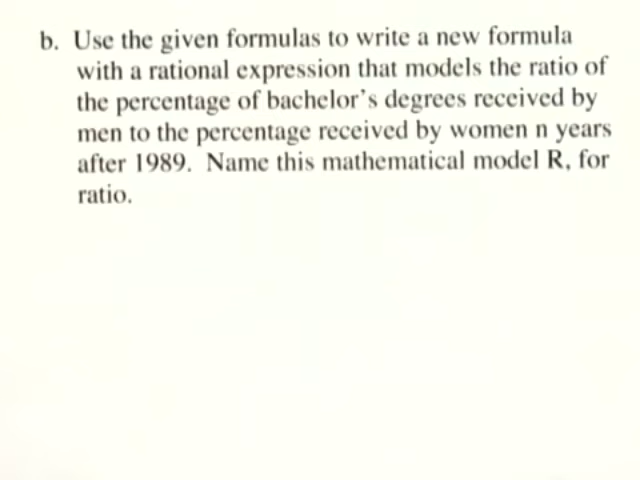 b. Use the given formulas to write a new formula
with a rational expression that models the ratio of
the percentage of bachelor's degrees received by
men to the percentage received by women n years
after 1989. Name this mathematical model R, for
ratio.